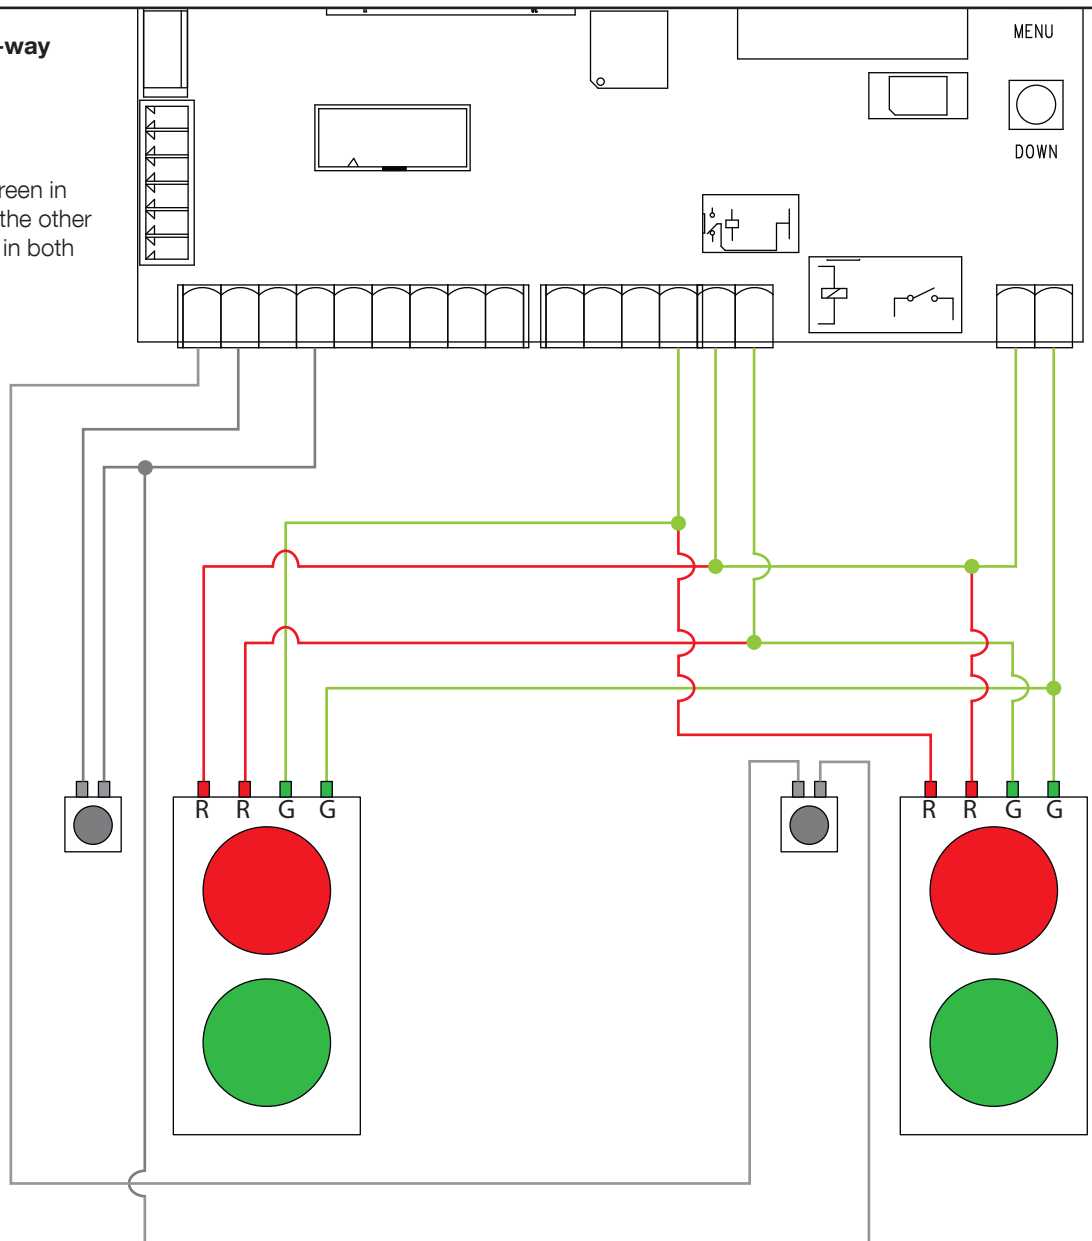 -way
MENU
DOWN
reen in
the other
in both
R R G G
R R G G